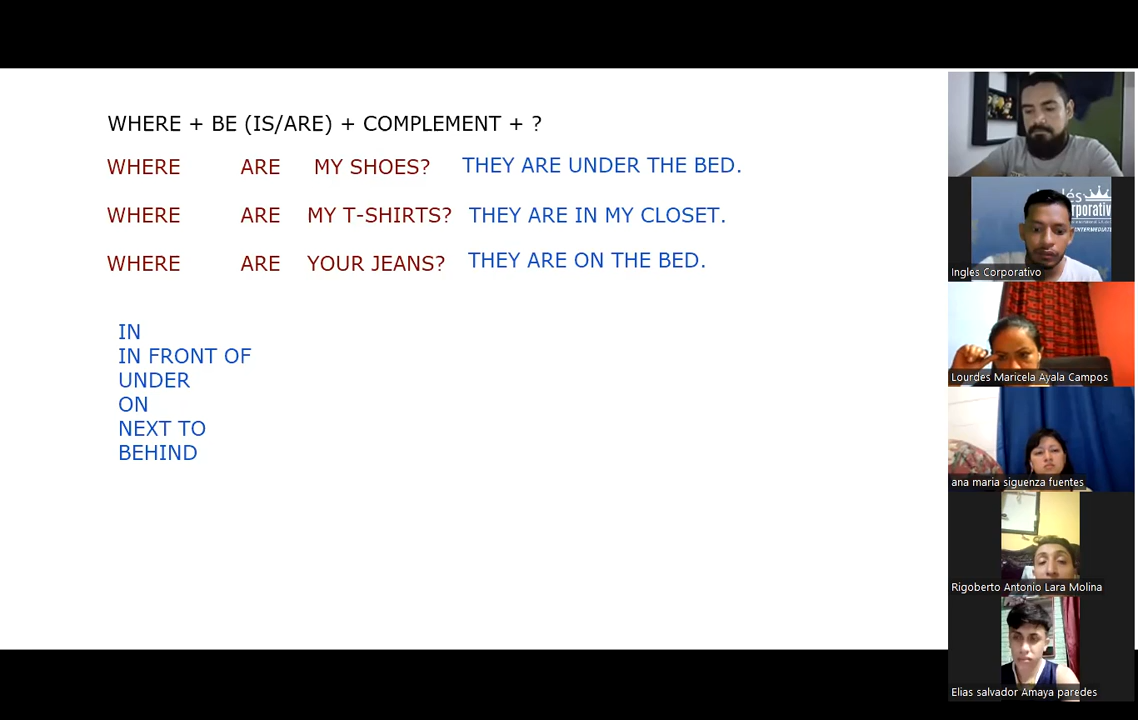 WHERE + BE (IS/ARE) + COMPLEMENT + ?
WHERE ARE MY SHOES? THEY ARE UNDER THE BED.
WHERE ARE MY T-SHIRTS? THEY ARE IN MY CLOSET.
WHERE ARE YOUR JEANS? THEY ARE ON THE BED.
IN
IN FRONT OF
UNDER
ON
NEXT TO
BEHIND
Ingles Corporativo
Lourdes Maricela Ayala Campos
ana maria siguenza fuentes
Rigoberto Antonio Lara Molina
Elias salvador Amaya paredes